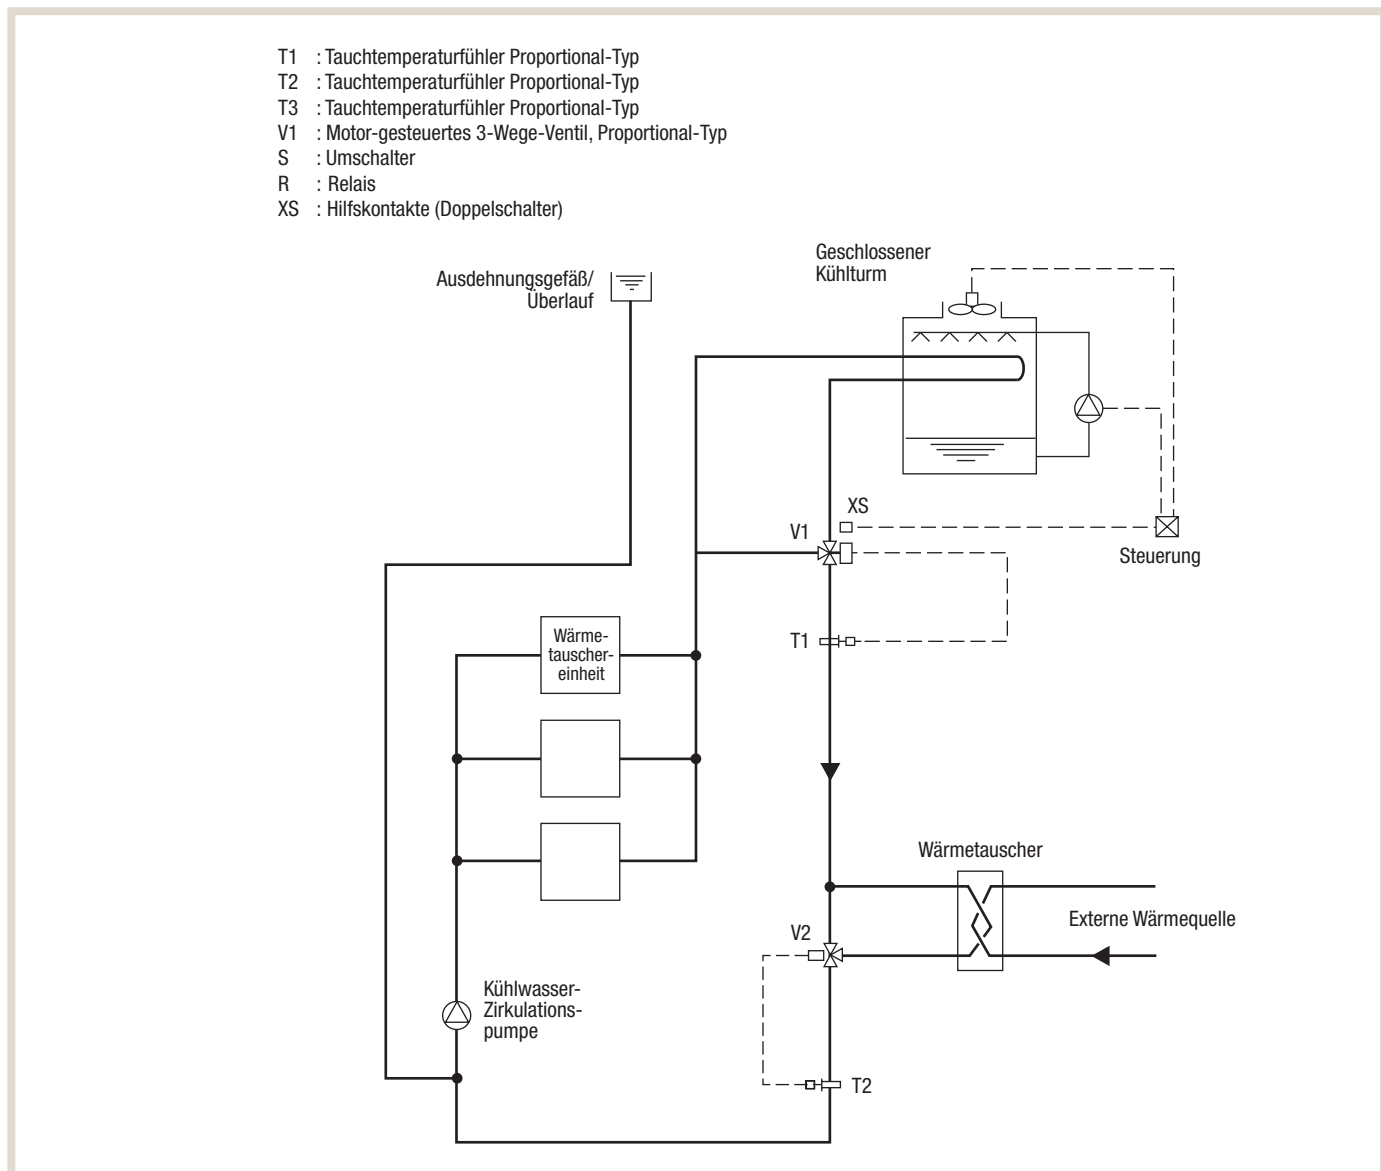 T1 : Tauchtemperaturfühler Proportional-Typ
T2 : Tauchtemperaturfühler Proportional-Typ
T3 : Tauchtemperaturfühler Proportional-Typ
V1 : Motor-gesteuertes 3-Wege-Ventil, Proportional-Typ
S : Umschalter
R : Relais
XS : Hilfskontakte (Doppelschalter)
Geschlossener
Kühlturm
Ausdehnungsgefäß/
Überlauf
XS
V1
Steuerung
T1
Wärme-
tauscher-
einheit
Wärmetauscher
Externe Wärmequelle
V2
Kühlwasser-
Zirkulations-
pumpe
T2